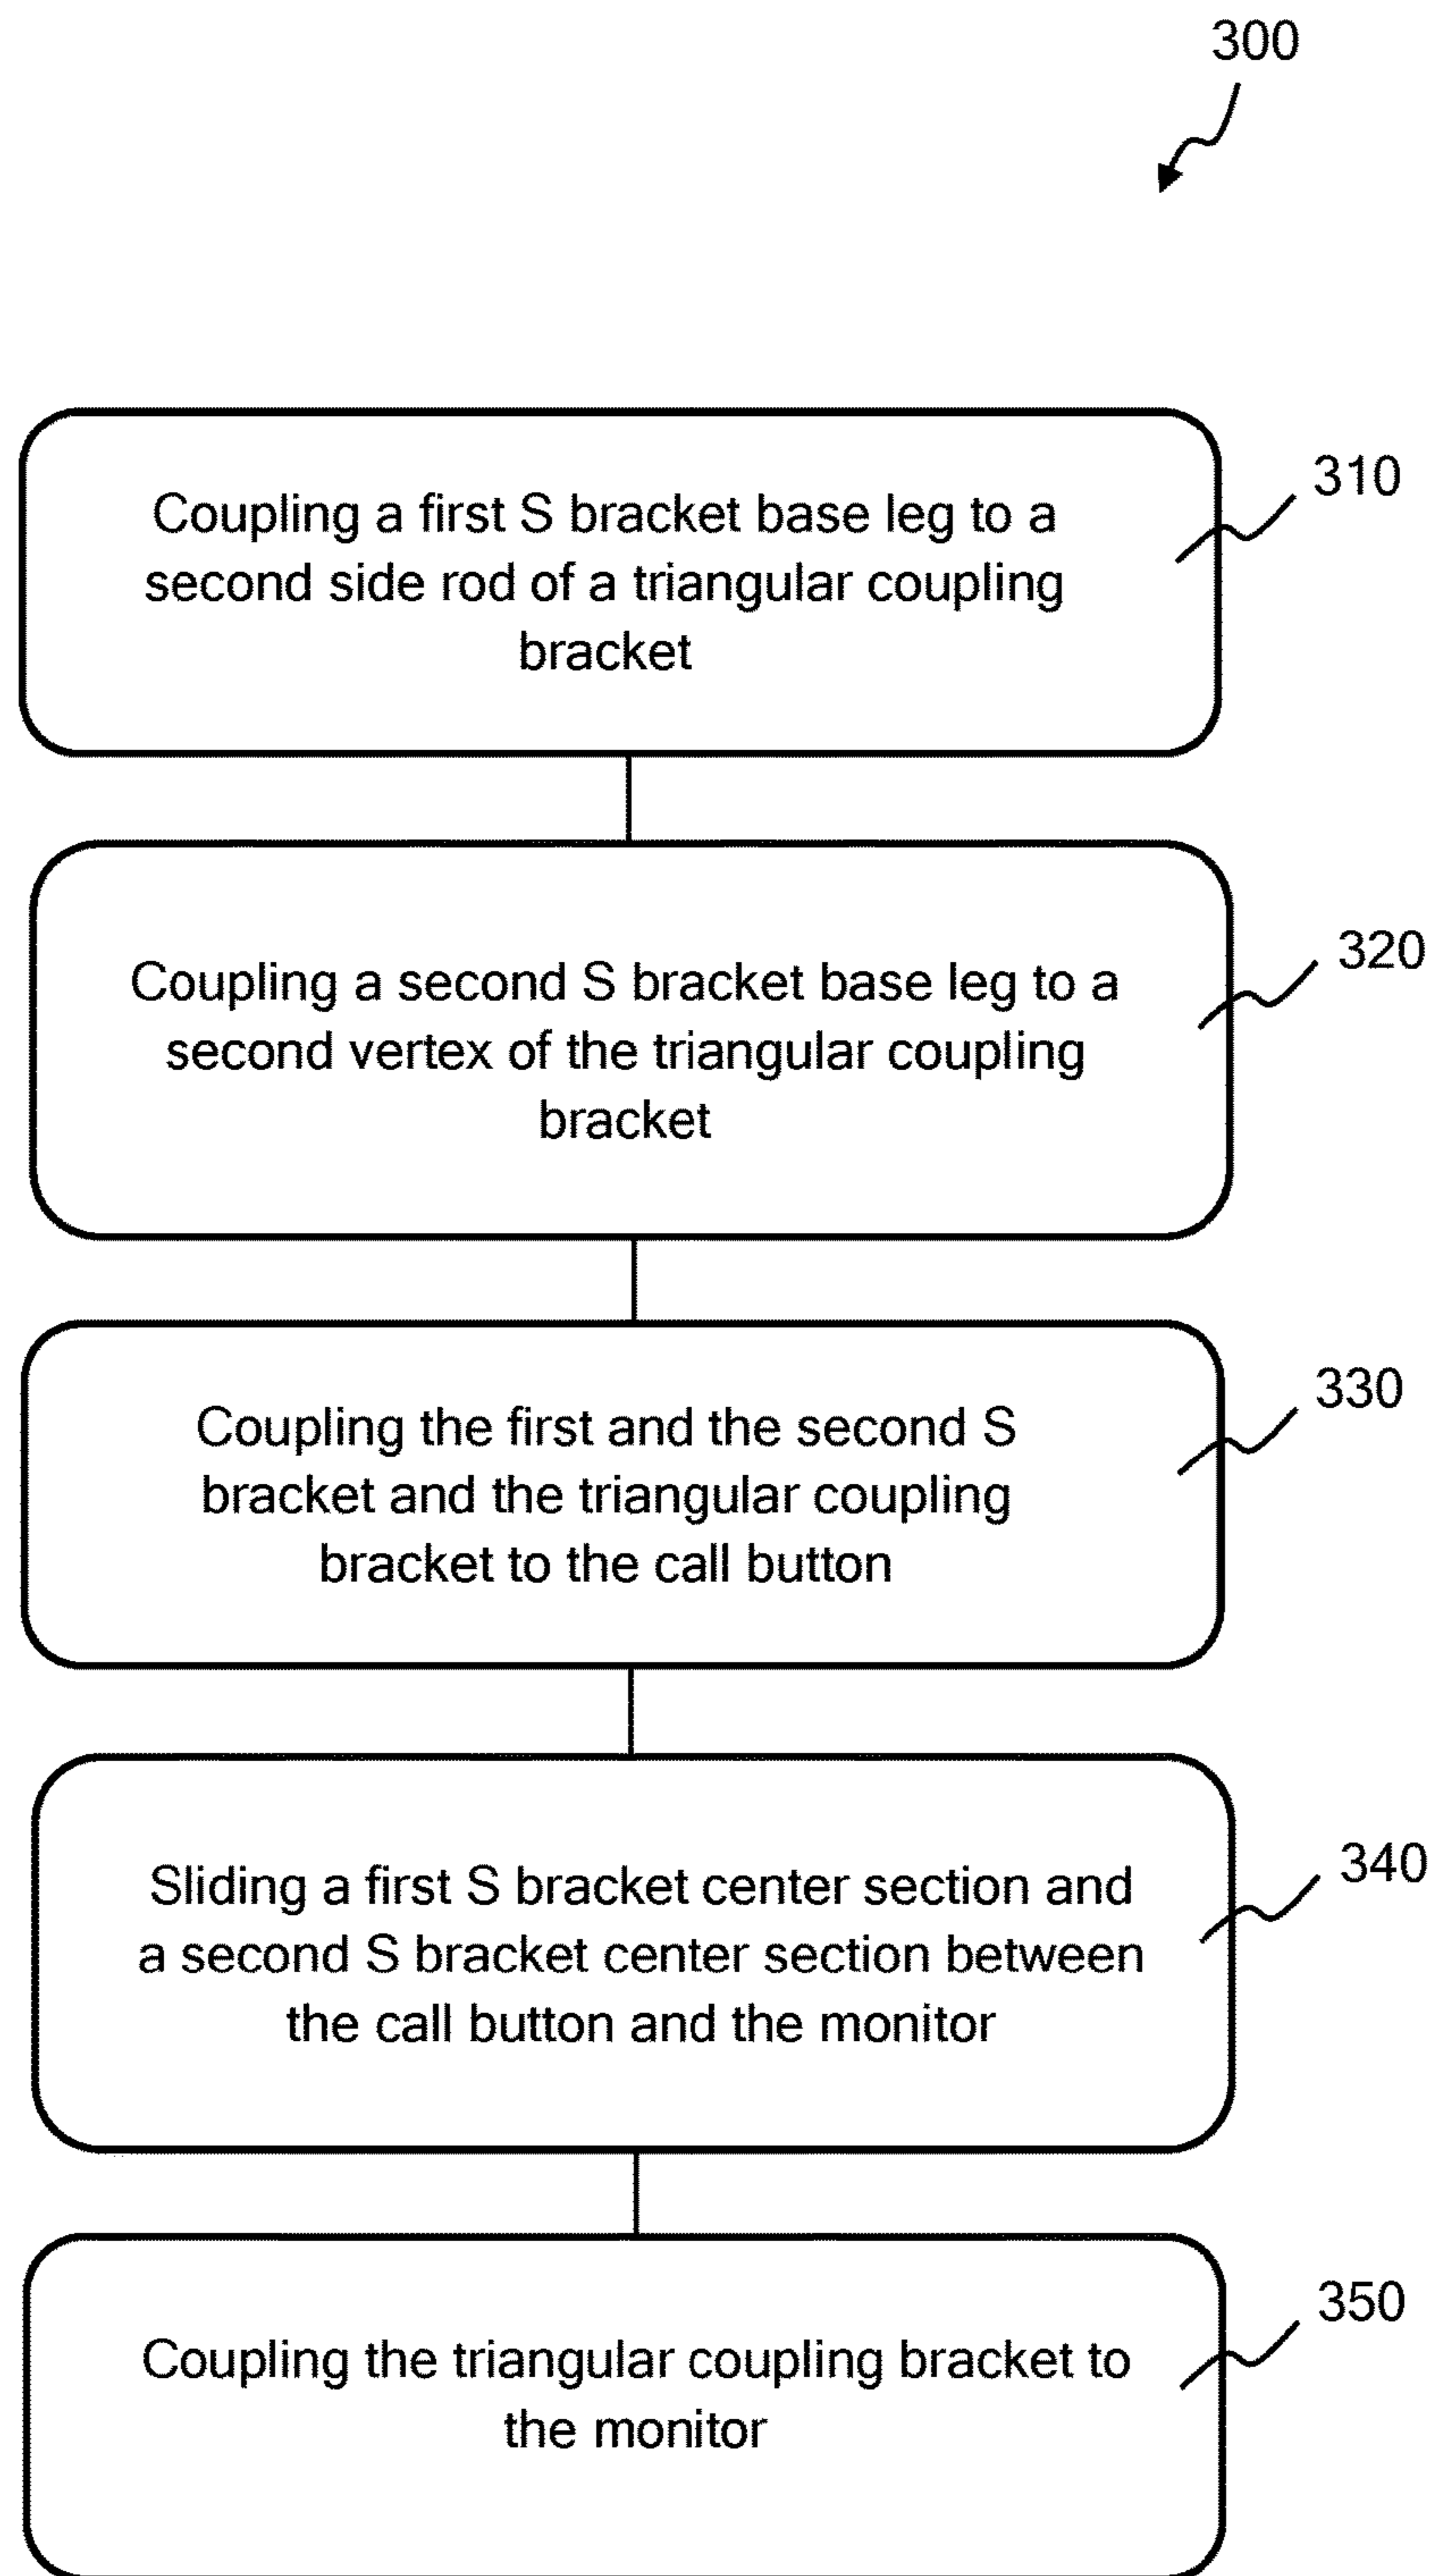 300
Coupling a first S bracket base leg to a
second side rod of a triangular coupling
bracket
310
Coupling a second S bracket base leg to a
second vertex of the triangular coupling
bracket
320
Coupling the first and the second S
bracket and the triangular coupling
bracket to the call button
330
Sliding a first S bracket center section and
a second S bracket center section between
the call button and the monitor
340
Coupling the triangular coupling bracket to
the monitor
350